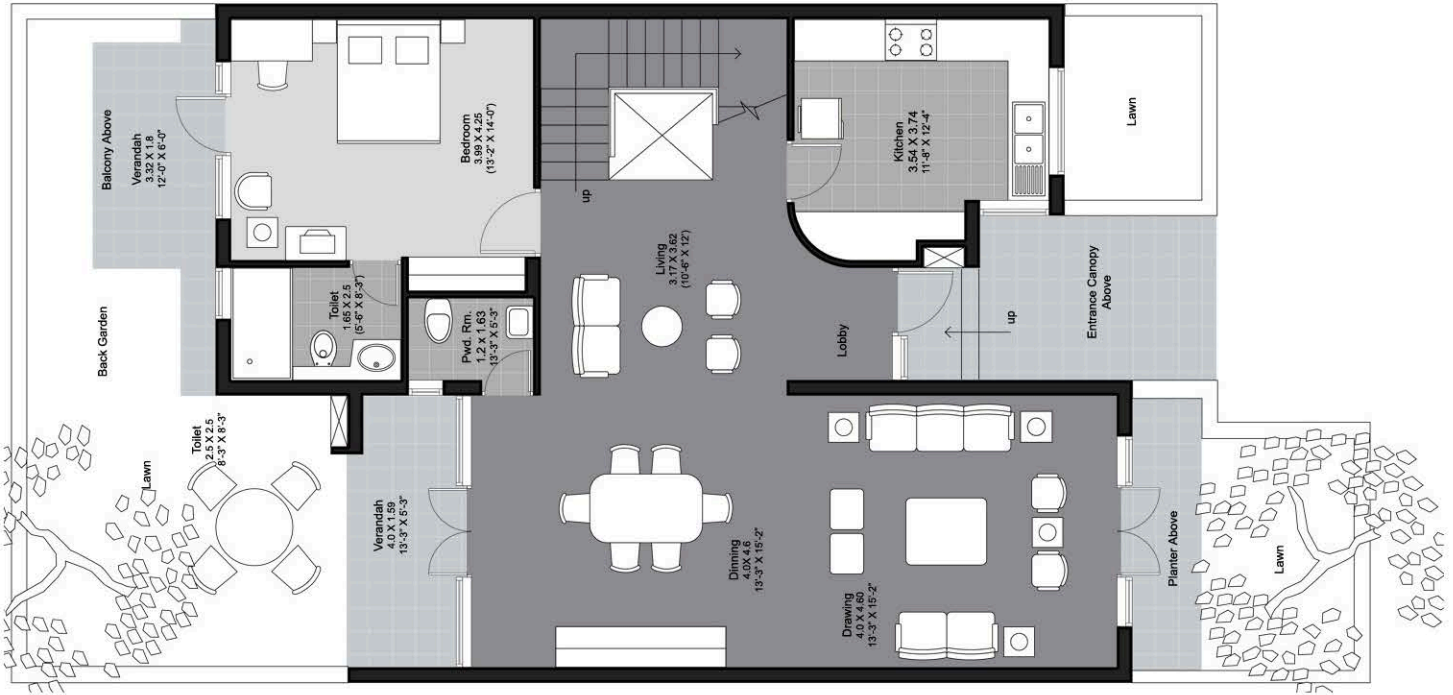 Balcony Above
Verandah
3.32 X 1.8
12'-0" X 6'-0"
Bedroom
3.99 X 4.25
(13'-2" X 14'-0")
up
Kitchen
3.54 X 3.74
11'-8" X 12'-4"
Lawn
Back Garden
Toilet
1.65 X 2.5
(5'-6" X 8'-3")
Pwd. Rm.
1.2 x 1.63
13'-3" X 5'-3"
Living
3.17 X 3.62
(10'-6" X 12')
Lobby
up
Entrance Canopy
Above
Toilet
2.5 X 2.5
8'-3" X 8'-3"
Lawn
Verandah
4.0 X 1.59
13'-3" X 5'-3"
Dinning
4.0X 4.6
13'-3" X 15'-2"
Drawing
4.0 X 4.60
13'-3" X 15'-2"
Planter Above
Lawn